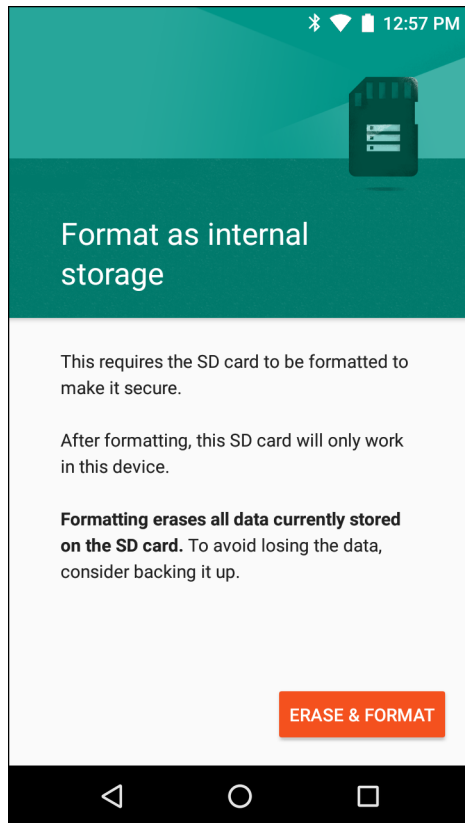 12:57 PM
Format as internal
storage
This requires the SD card to be formatted to
make it secure.
After formatting, this SD card will only work
in this device.
Formatting erases all data currently stored
on the SD card. To avoid losing the data,
consider backing it up.
ERASE & FORMAT